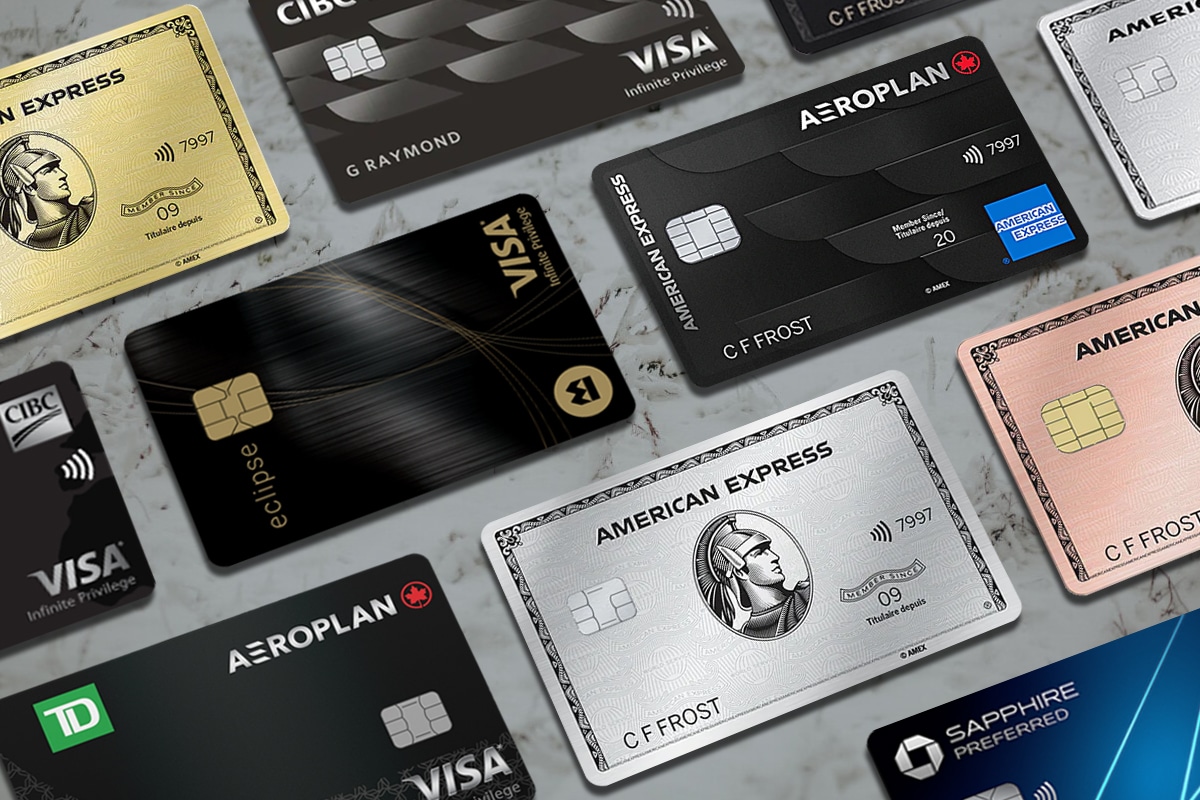 N EXPRESS
7997
MEMBER SINCE
09
Titulaire depuis
® 
© AMEX
CIBC
VISA
Infinite Privilege
G RAYMOND
C F FROST
AMERI
AEROPLAN
AMERICAN EXPRESS
7997
Member Since/
Titulaire depuis
20
AMERICAN
EXPRESS
®
© AMEX
C F FROST
VISA
Infinite Privilege
eclipse
CIBC
VISA
Infinite Privilege
AMERICAN
C F FROST
AMERICAN EXPRESS
7997
MEMBER SINCE
09
Titulaire depuis
®
© AMEX
C F FROST
AEROPLAN
TD
VISA
Privilege
SAPPHIRE
PREFERRED